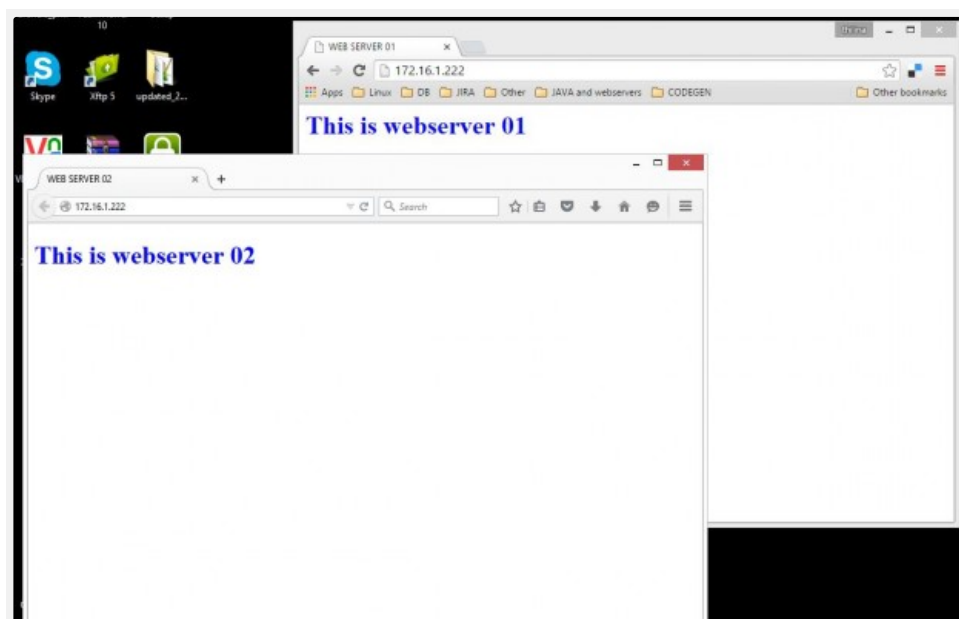 10
Skype
Xftp 5
updated_2...
WEB SERVER 01
172.16.1.222
Apps Linux DB JIRA Other JAVA and webservers CODEGEN Other bookmarks
This is webserver 01
WEB SERVER 02
172.16.1.222 Search
This is webserver 02